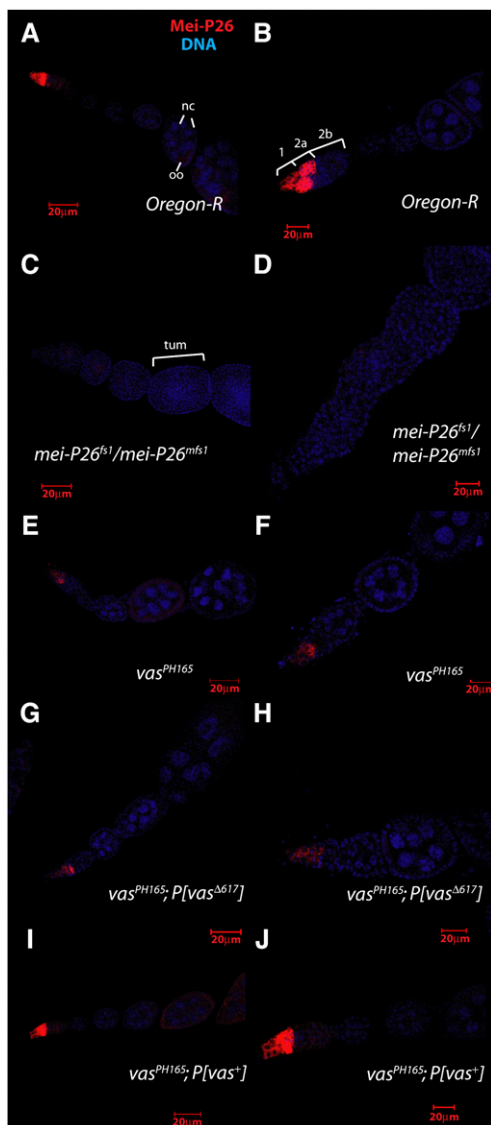 Mei-P26
DNA
A
nc
oo
Oregon-R
20μm
B
1 2a 2b
Oregon-R
20μm
C
tum
mei-P26fs1/mei-P26mfs1
20μm
D
mei-P26fs1/
mei-P26mfs1
20μm
E
vasPH165
20μm
F
vasPH165
20μm
G
vasPH165; P[vasΔ617]
20μm
H
vasPH165; P[vasΔ617]
20μm
I
vasPH165; P[vas+]
20μm
J
vasPH165; P[vas+]
20μm